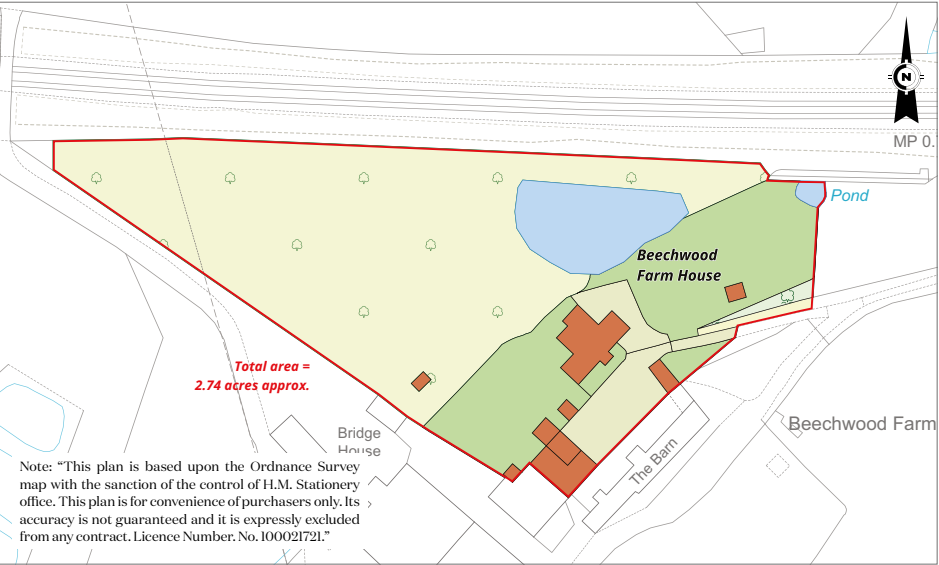 N
MP 0.
Pond
Beechwood
Farm House
Total area =
2.74 acres approx.
Beechwood Farm
Bridge
House
The Barn
Note: “This plan is based upon the Ordnance Survey
map with the sanction of the control of H.M. Stationery
office. This plan is for convenience of purchasers only. Its
accuracy is not guaranteed and it is expressly excluded
from any contract. Licence Number. No. 100021721.”